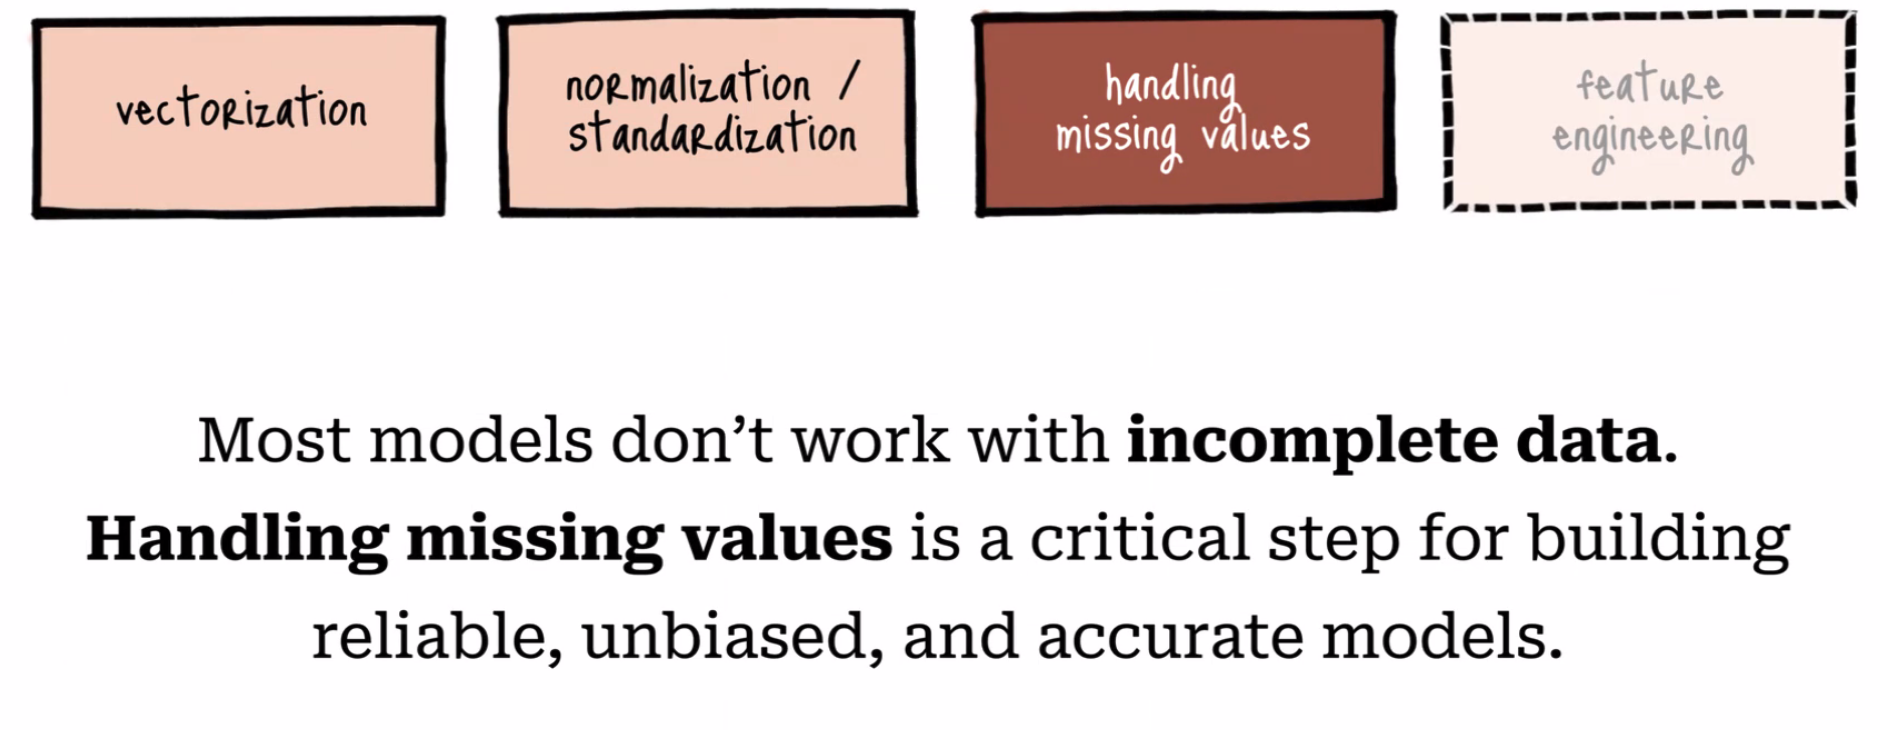 vectorization
normalization /
standardization
handling
missing values
feature
engineering
Most models don’t work with incomplete data.
Handling missing values is a critical step for building
reliable, unbiased, and accurate models.